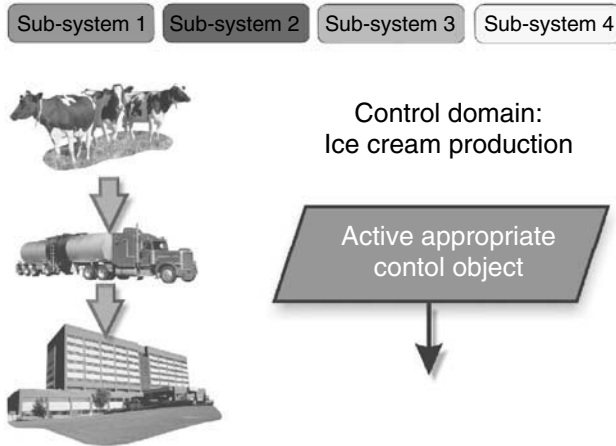 Sub-system 1
Sub-system 2
Sub-system 3
Sub-system 4
Control domain:
Ice cream production
Active appropriate
contol object